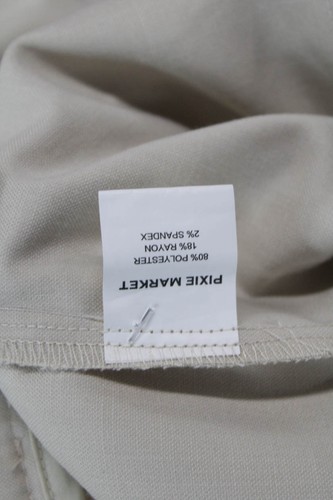 PIXIE MARKET
80% POLYESTER
18% RAYON
2% SPANDEX